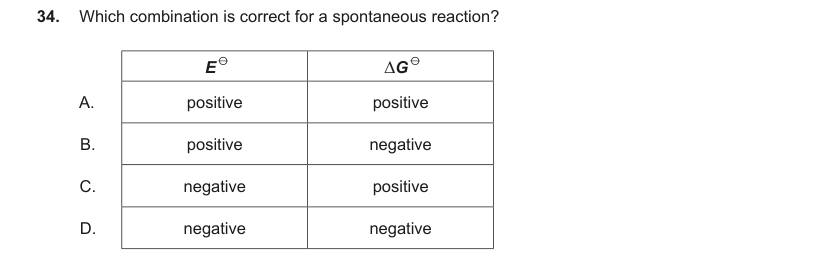 34. Which combination is correct for a spontaneous reaction?
E⊖ ΔG⊖
A. positive positive
B. positive negative
C. negative positive
D. negative negative